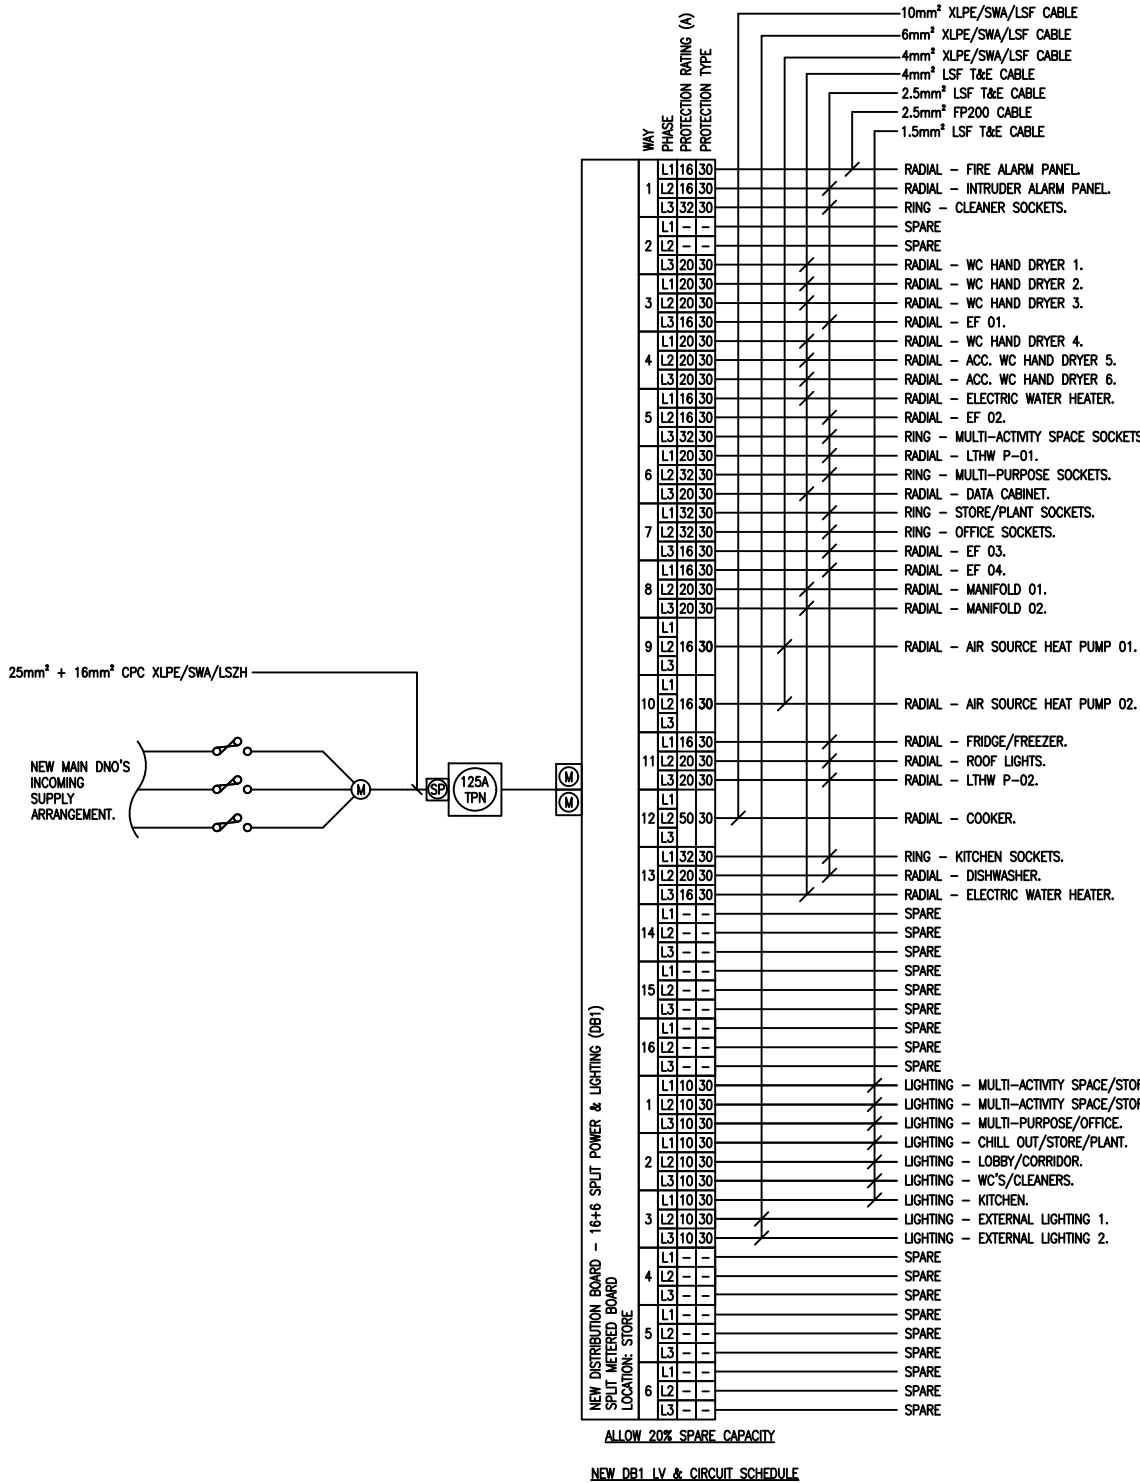 10mm² XLPE/SWA/LSF CABLE
6mm² XLPE/SWA/LSF CABLE
4mm² XLPE/SWA/LSF CABLE
4mm² LSF T&E CABLE
2.5mm² LSF T&E CABLE
2.5mm² FP200 CABLE
1.5mm² LSF T&E CABLE
WAY
PHASE
PROTECTION RATING (A)
PROTECTION TYPE
1
L1 16 30 RADIAL - FIRE ALARM PANEL.
L2 16 30 RADIAL - INTRUDER ALARM PANEL.
L3 32 30 RING - CLEANER SOCKETS.
2
L1 - - SPARE
L2 - - SPARE
L3 20 30 RADIAL - WC HAND DRYER 1.
3
L1 20 30 RADIAL - WC HAND DRYER 2.
L2 20 30 RADIAL - WC HAND DRYER 3.
L3 16 30 RADIAL - EF 01.
4
L1 20 30 RADIAL - WC HAND DRYER 4.
L2 20 30 RADIAL - ACC. WC HAND DRYER 5.
L3 20 30 RADIAL - ACC. WC HAND DRYER 6.
5
L1 16 30 RADIAL - ELECTRIC WATER HEATER.
L2 16 30 RADIAL - EF 02.
L3 32 30 RING - MULTI-ACTIVITY SPACE SOCKETS
6
L1 20 30 RADIAL - LTHW P-01.
L2 32 30 RING - MULTI-PURPOSE SOCKETS.
L3 20 30 RADIAL - DATA CABINET.
7
L1 32 30 RING - STORE/PLANT SOCKETS.
L2 32 30 RING - OFFICE SOCKETS.
L3 16 30 RADIAL - EF 03.
8
L1 16 30 RADIAL - EF 04.
L2 20 30 RADIAL - MANIFOLD 01.
L3 20 30 RADIAL - MANIFOLD 02.
9
L1
L2 16 30 RADIAL - AIR SOURCE HEAT PUMP 01.
L3
10
L1
L2 16 30 RADIAL - AIR SOURCE HEAT PUMP 02.
L3
11
L1 16 30 RADIAL - FRIDGE/FREEZER.
L2 20 30 RADIAL - ROOF LIGHTS.
L3 20 30 RADIAL - LTHW P-02.
12
L1
L2 50 30 RADIAL - COOKER.
L3
13
L1 32 30 RING - KITCHEN SOCKETS.
L2 20 30 RADIAL - DISHWASHER.
L3 16 30 RADIAL - ELECTRIC WATER HEATER.
14
L1 - - SPARE
L2 - - SPARE
L3 - - SPARE
15
L1 - - SPARE
L2 - - SPARE
L3 - - SPARE
16
L1 - - SPARE
L2 - - SPARE
L3 - - SPARE
1
L1 10 30 LIGHTING - MULTI-ACTIVITY
L2 10 30 LIGHTING - MULTI-ACTIVITY
L3 10 30 LIGHTING - MULTI-PURPOSE/OFFICE.
2
L1 10 30 LIGHTING - CHILL OUT/STORE/PLANT.
L2 10 30 LIGHTING - LOBBY/CORRIDOR.
L3 10 30 LIGHTING - WC'S/CLEANERS.
3
L1 10 30 LIGHTING - KITCHEN.
L2 10 30 LIGHTING - EXTERNAL LIGHTING 1.
L3 10 30 LIGHTING - EXTERNAL LIGHTING 2.
4
L1 - - SPARE
L2 - - SPARE
L3 - - SPARE
5
L1 - - SPARE
L2 - - SPARE
L3 - - SPARE
6
L1 - - SPARE
L2 - - SPARE
L3 - - SPARE
25mm² + 16mm² CPC XLPE/SWA/LSZH
NEW MAIN DNO'S
INCOMING
SUPPLY
ARRANGEMENT.
M
SP
125A
TPN
M
M
NEW DISTRIBUTION BOARD - 16+6 SPLIT POWER & LIGHTING (DB1)
SPLIT METERED BOARD
LOCATION: STORE
ALLOW 20% SPARE CAPACITY
NEW DB1 LV & CIRCUIT SCHEDULE